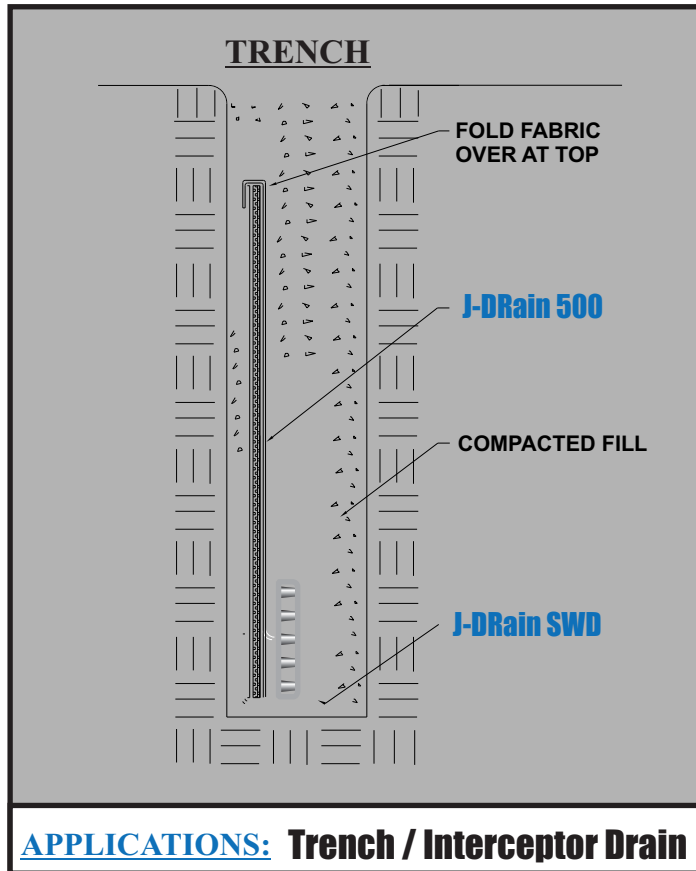 TRENCH
FOLD FABRIC
OVER AT TOP
J-DRain 500
COMPACTED FILL
J-DRain SWD
APPLICATIONS: Trench / Interceptor Drain